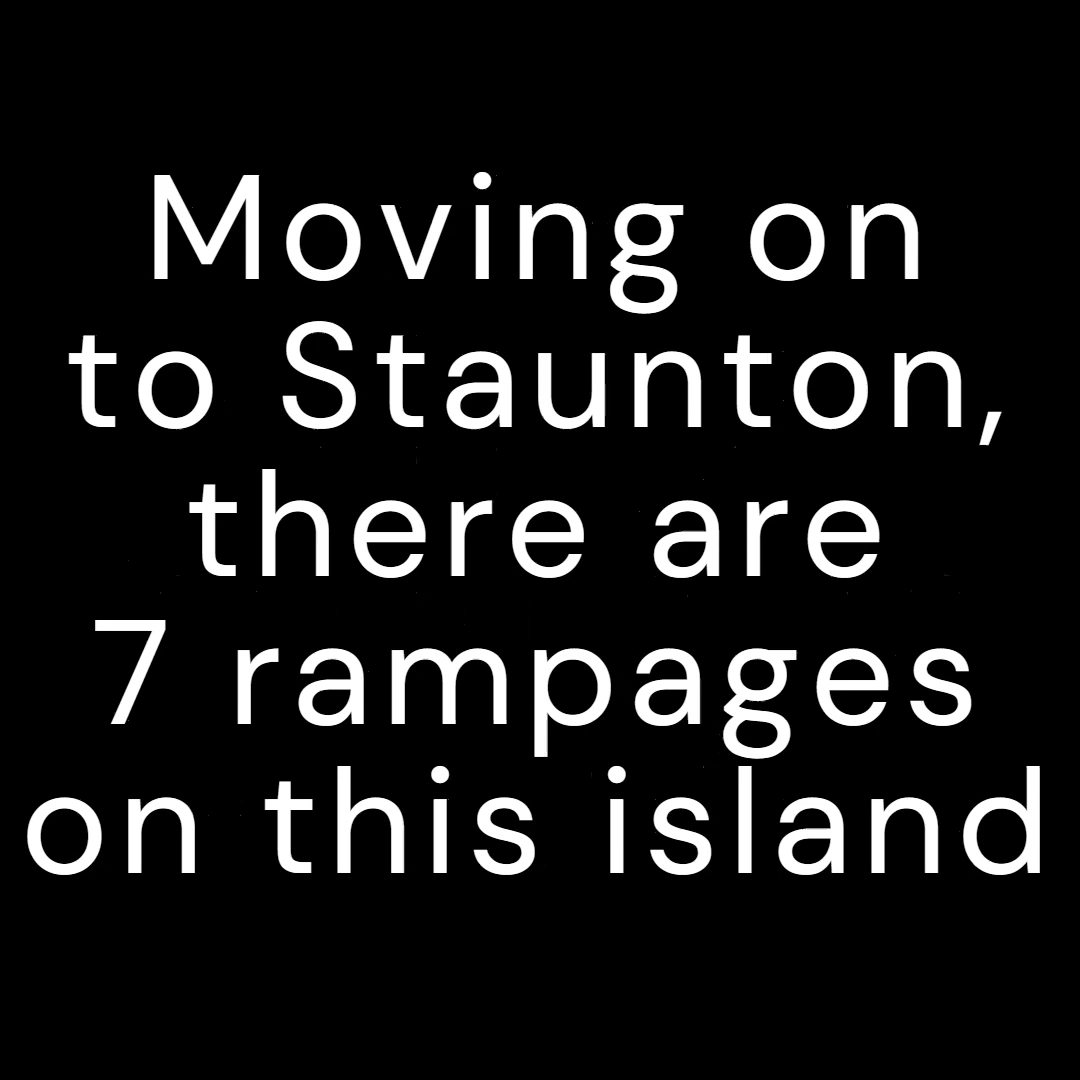 Moving on
to Staunton,
there are
7 rampages
on this island